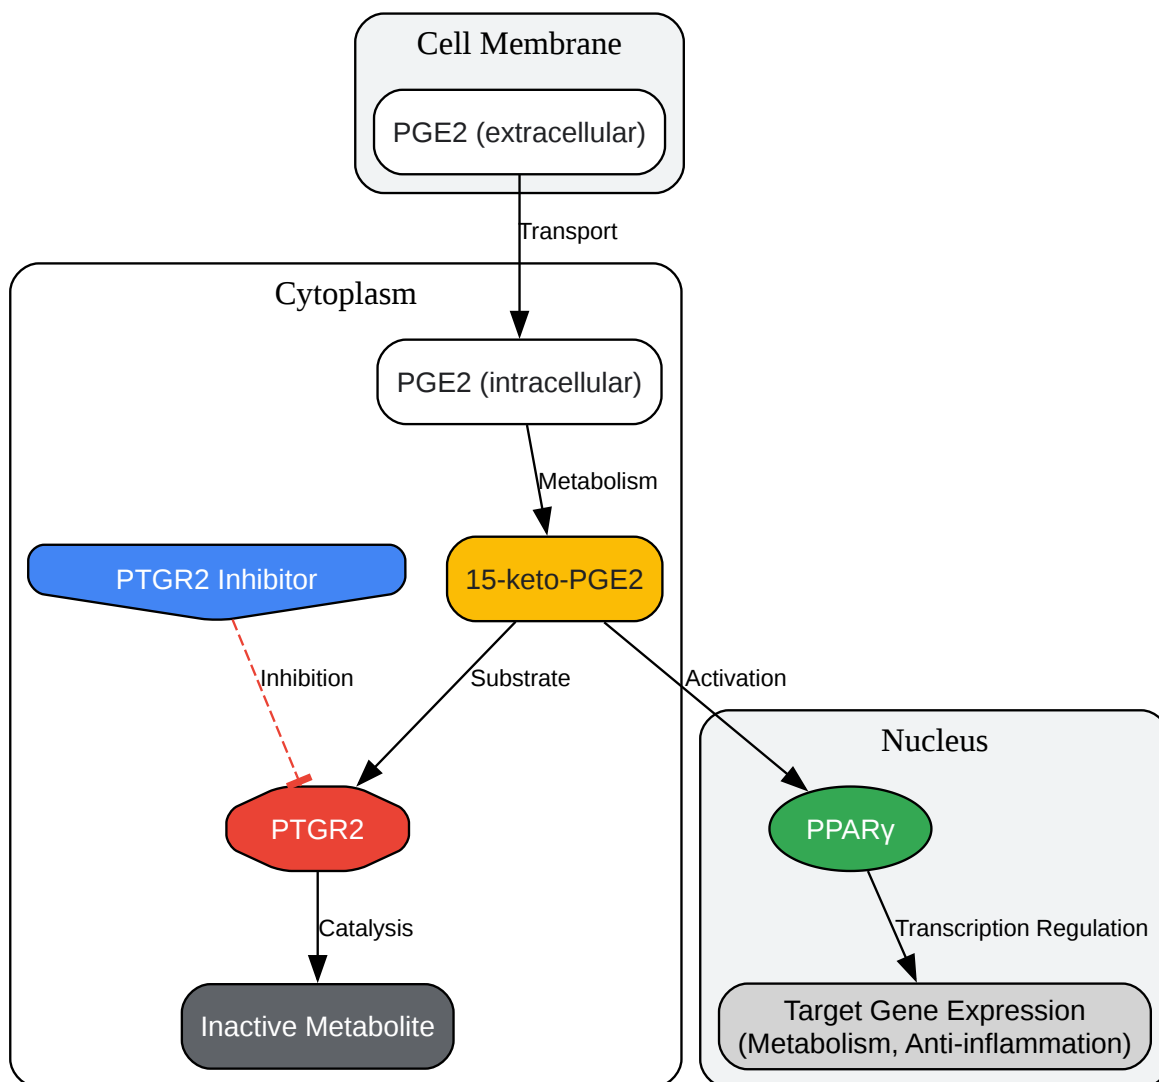 Cell Membrane
PGE2 (extracellular)
Transport
Cytoplasm
PGE2 (intracellular)
Metabolism
PTGR2 Inhibitor
15-keto-PGE2
Inhibition
Substrate
Activation
Nucleus
PTGR2
PPARγ
Catalysis
Transcription Regulation
Inactive Metabolite
Target Gene Expression
(Metabolism, Anti-inflammation)